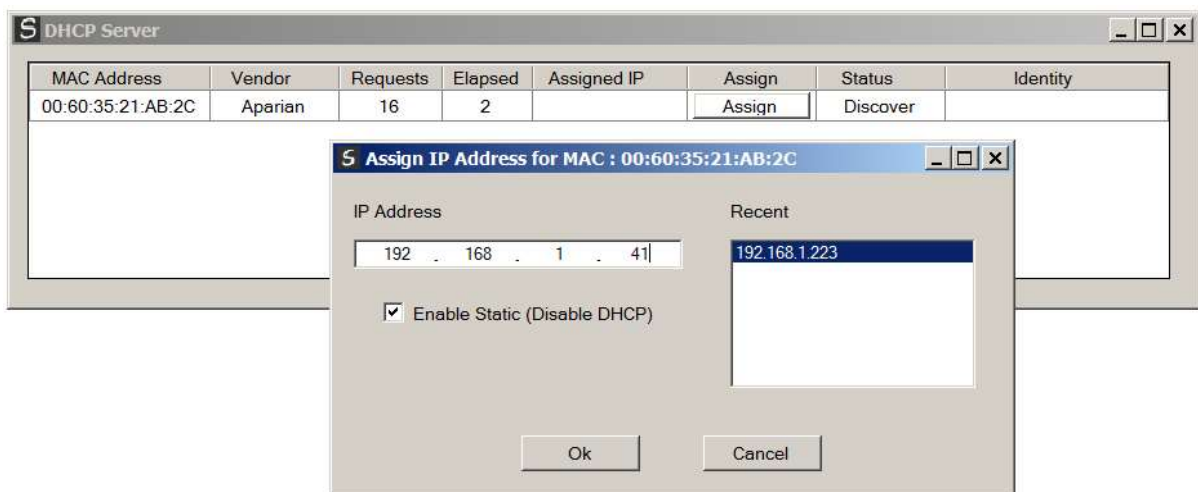 S DHCP Server
MAC Address Vendor Requests Elapsed Assigned IP Assign Status Identity
00:60:35:21:AB:2C Aparian 16 2 Assign Discover
S Assign IP Address for MAC : 00:60:35:21:AB:2C
IP Address Recent
192 . 168 . 1 . 41 192.168.1.223
Enable Static (Disable DHCP)
Ok Cancel